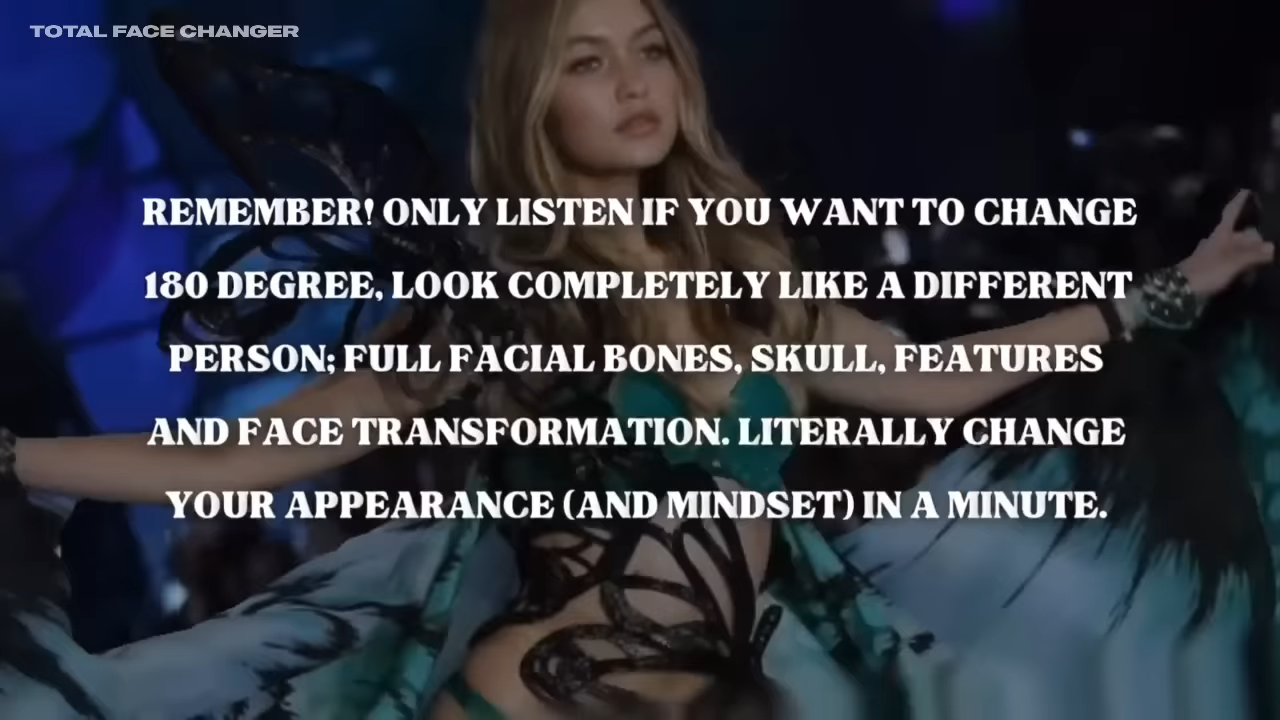 TOTAL FACE CHANGER
REMEMBER! ONLY LISTEN IF YOU WANT TO CHANGE
180 DEGREE, LOOK COMPLETELY LIKE A DIFFERENT
PERSON; FULL FACIAL BONES, SKULL, FEATURES
AND FACE TRANSFORMATION. LITERALLY CHANGE
YOUR APPEARANCE (AND MINDSET) IN A MINUTE.